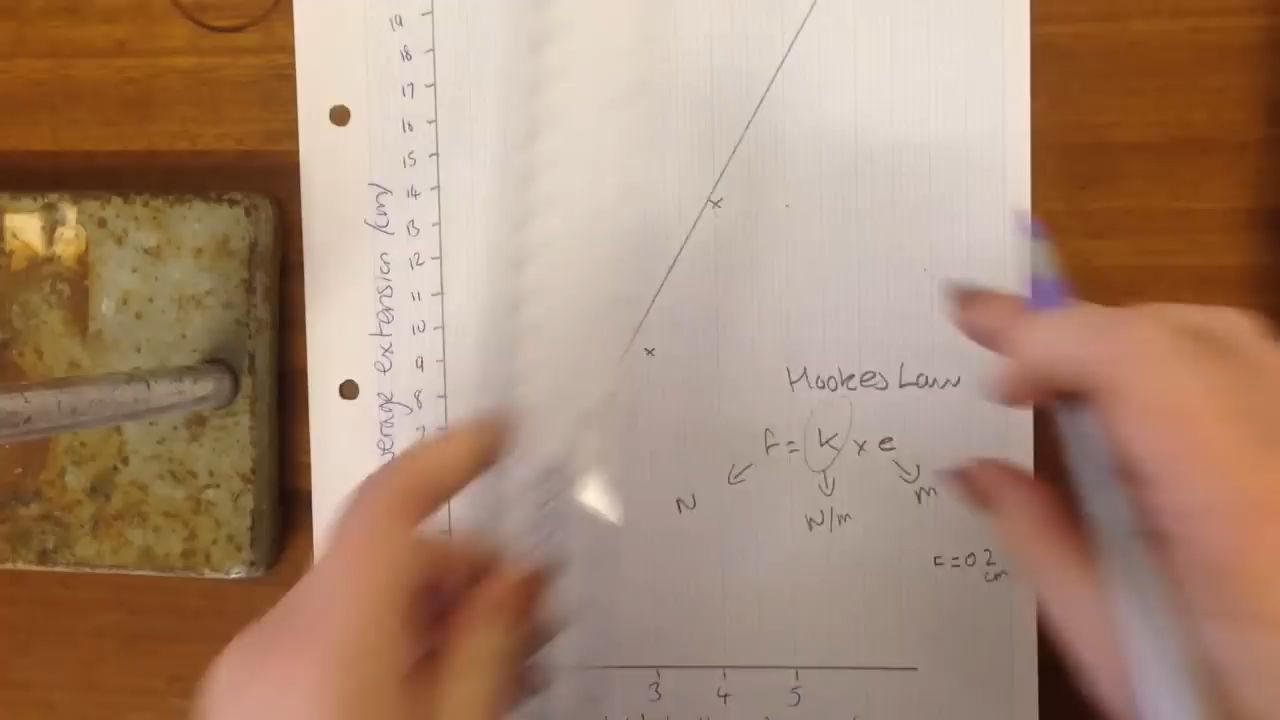 19
18
17
16
15
14
13
12
11
10
9
8
extension (cm)
Hookes Law
F = k x e
N
N/m
m
E = 0.2
cm
3 4 5